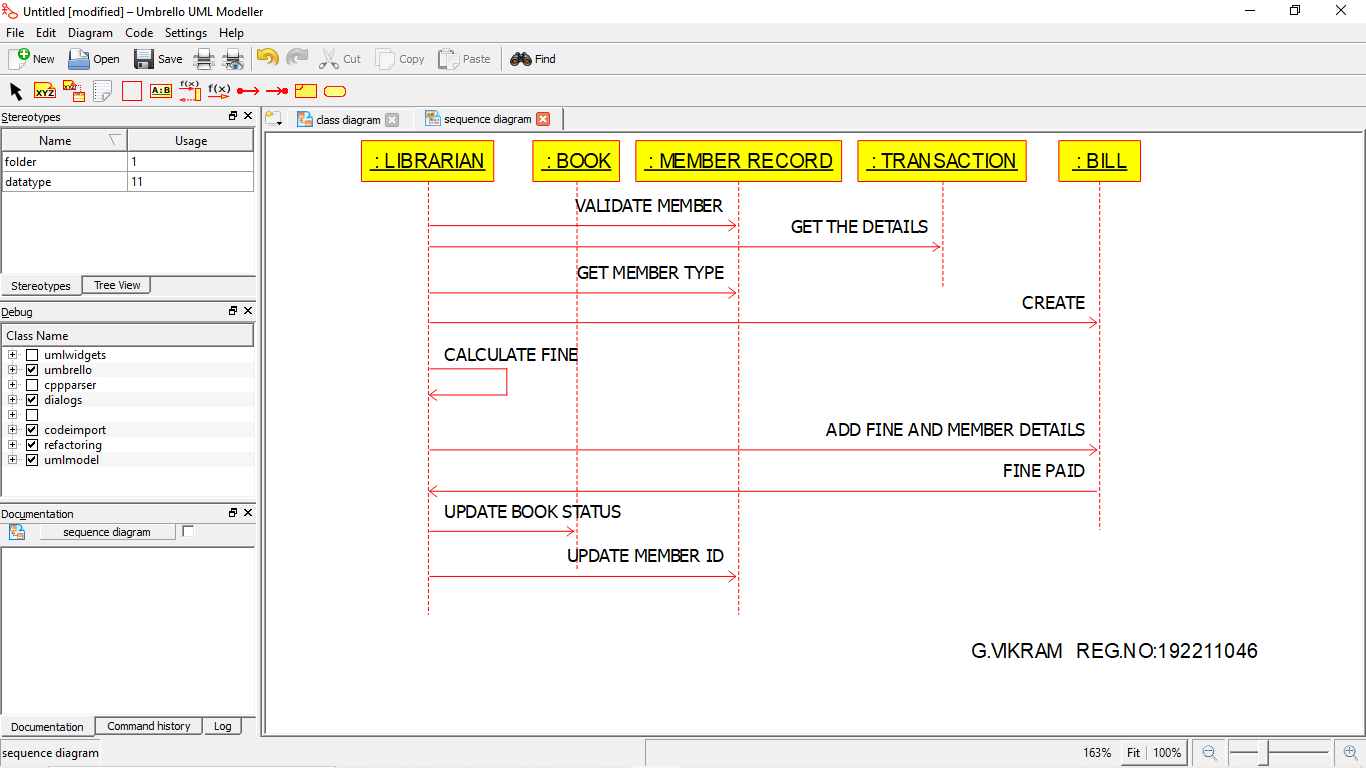 Untitled [modified] – Umbrello UML Modeller
File Edit Diagram Code Settings Help
New Open Save Cut Copy Paste Find
XYZ XYZ A:B f(x) f(x)
Stereotypes
Name Usage
folder 1
datatype 11
Stereotypes Tree View
Debug
Class Name
umlwidgets
umbrello
cppparser
dialogs
codeimport
refactoring
umlmodel
Documentation
sequence diagram
Documentation Command history Log
class diagram sequence diagram
: LIBRARIAN : BOOK : MEMBER RECORD : TRANSACTION : BILL
VALIDATE MEMBER
GET THE DETAILS
GET MEMBER TYPE
CREATE
CALCULATE FINE
ADD FINE AND MEMBER DETAILS
FINE PAID
UPDATE BOOK STATUS
UPDATE MEMBER ID
G.VIKRAM REG.NO:192211046
sequence diagram 163% Fit 100%